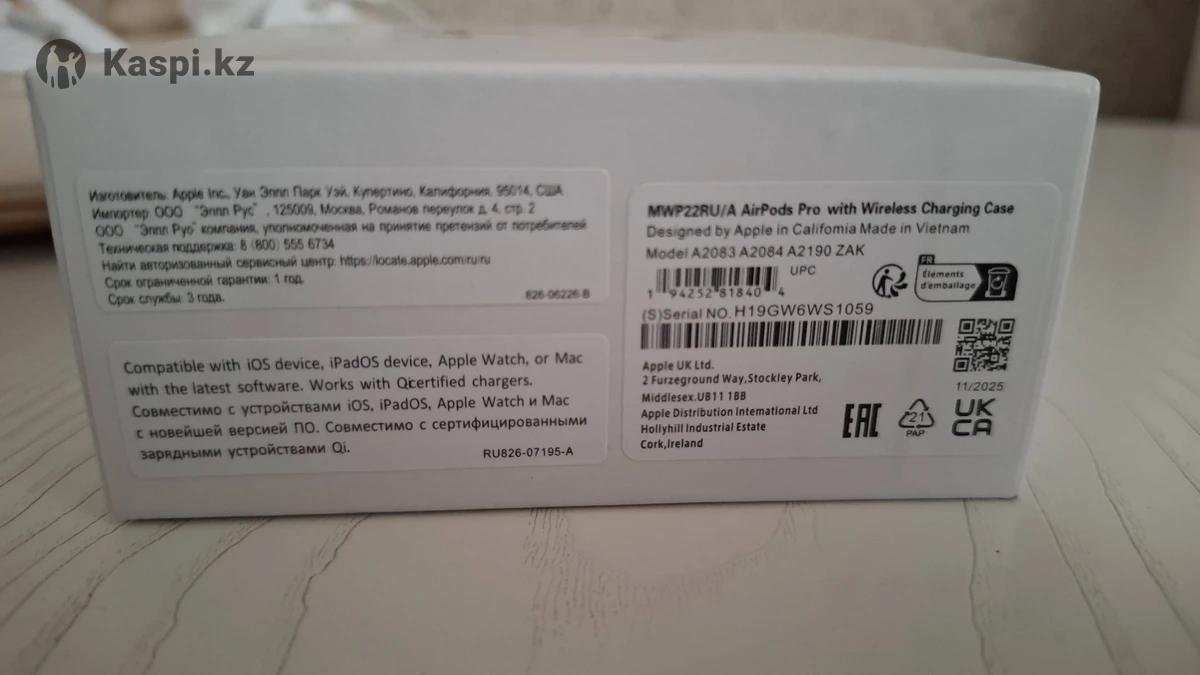 Kaspi.kz
Изготовитель: Apple Inc., Уан Эппл Парк Уэй, Купертино, Калифорния, 95014, США
Импортер: ООО "Эппл Рус" , 125009, Москва, Романов переулок д. 4, стр. 2
ООО "Эппл Рус" компания, уполномоченная на принятие претензий от потребителей
Техническая поддержка: 8 (800) 555 6734
Найти авторизованный сервисный центр: https://locate.apple.com/ru/ru
Срок ограниченной гарантии: 1 год.
Срок службы: 3 года.
826-06226-B
Compatible with iOS device, iPadOS device, Apple Watch, or Mac
with the latest software. Works with Qicertified chargers.
Совместимо с устройствами iOS, iPadOS, Apple Watch и Mac
с новейшей версией ПО. Совместимо с сертифицированными
зарядными устройствами Qi.
RU826-07195-A
MWP22RU/A AirPods Pro with Wireless Charging Case
Designed by Apple in California Made in Vietnam
Model A2083 A2084 A2190 ZAK
UPC
1 94252 81840 4
FR
Éléments
d'emballage
(S)Serial NO. H19GW6WS1059
Apple UK Ltd.
2 Furzeground Way,Stockley Park,
Middlesex.UB11 1BB
Apple Distribution International Ltd
Hollyhill Industrial Estate
Cork,Ireland
EAC
21
PAP
11/2025
UK
CA